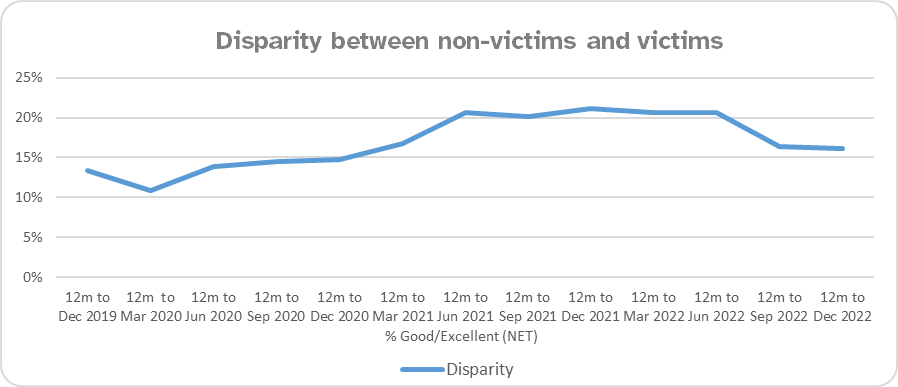 Disparity between non-victims and victims
25%
20%
15%
10%
5%
0%
12m to 12m to 12m to 12m to 12m to 12m to 12m to 12m to 12m to 12m to 12m to 12m to 12m to
Dec 2019 Mar 2020 Jun 2020 Sep 2020 Dec 2020 Mar 2021 Jun 2021 Sep 2021 Dec 2021 Mar 2022 Jun 2022 Sep 2022 Dec 2022
% Good/Excellent (NET)
Disparity